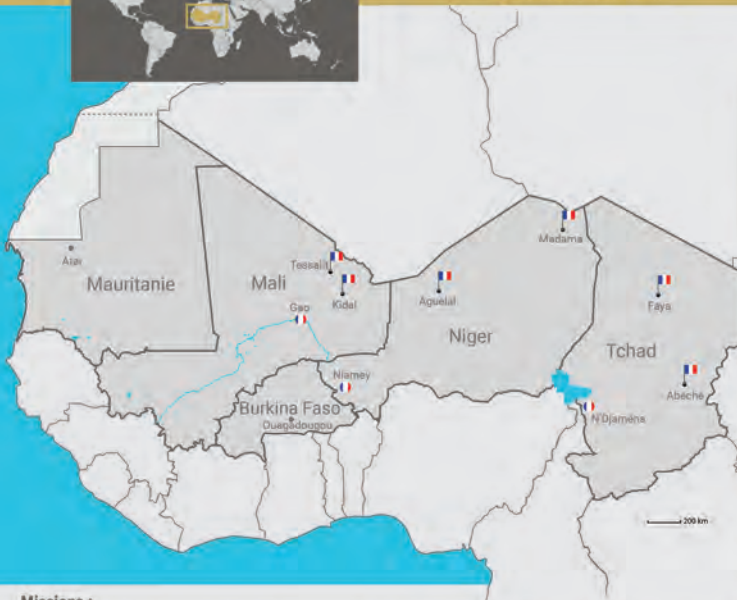 Madama
Atar
Tessalit
Mauritanie
Mali
Kidal
Aguelal
Faya
Gao
Niger
Tchad
Niamey
Abéché
Burkina Faso
N'Djaména
Ouagadougou
200 km
Missions :